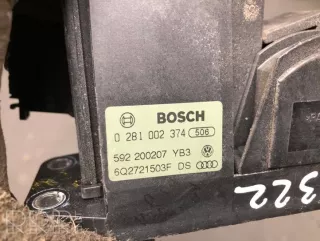 BOSCH
0 281 002 374 506
592 200207 YB3
6Q2721503F DS
322